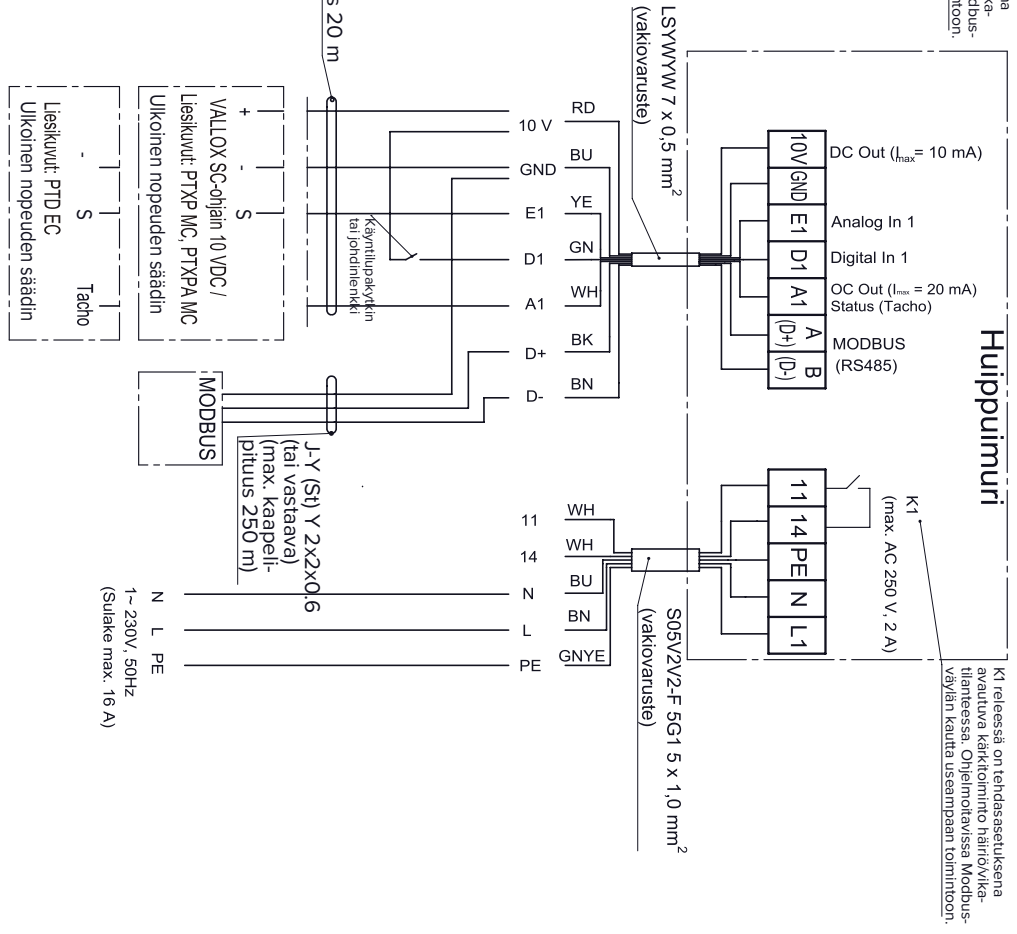 ka-
dbus-
ntoon.
Huippuimuri
K1 releessä on tehdasasetuksena
avautuva kärkitoiminto häiriö/vika-
tilanteessa. Ohjelmoitavissa Modbus-
väylän kautta useampaan toimintoon.
K1
(max. AC 250 V, 2 A)
10V
GND
E1
D1
A1
A
(D+)
B
(D-)
DC Out (Imax= 10 mA)
Analog In 1
Digital In 1
OC Out (Imax = 20 mA)
Status (Tacho)
MODBUS
(RS485)
11
14
PE
N
L1
LSYWYW 7 x 0,5 mm2
(vakiovaruste)
S05V2V2-F 5G1 5 x 1,0 mm2
(vakiovaruste)
RD
BU
YE
GN
WH
BK
BN
10 V
GND
E1
D1
A1
D+
D-
WH
WH
BU
BN
GNYE
11
14
N
L
PE
Käyntilupakytkin
tai johdinlenkki
s 20 m
J-Y (St) Y 2x2x0.6
(tai vastaava)
(max. kaapeli-
pituus 250 m)
+
-
S
VALLOX SC-ohjain 10 VDC /
Liesikuvut: PTXP MC, PTXPA MC
Ulkoinen nopeuden säädin
MODBUS
-
S
Tacho
Liesikuvut: PTD EC
Ulkoinen nopeuden säädin
N
L
PE
1~ 230V, 50Hz
(Sulake max. 16 A)